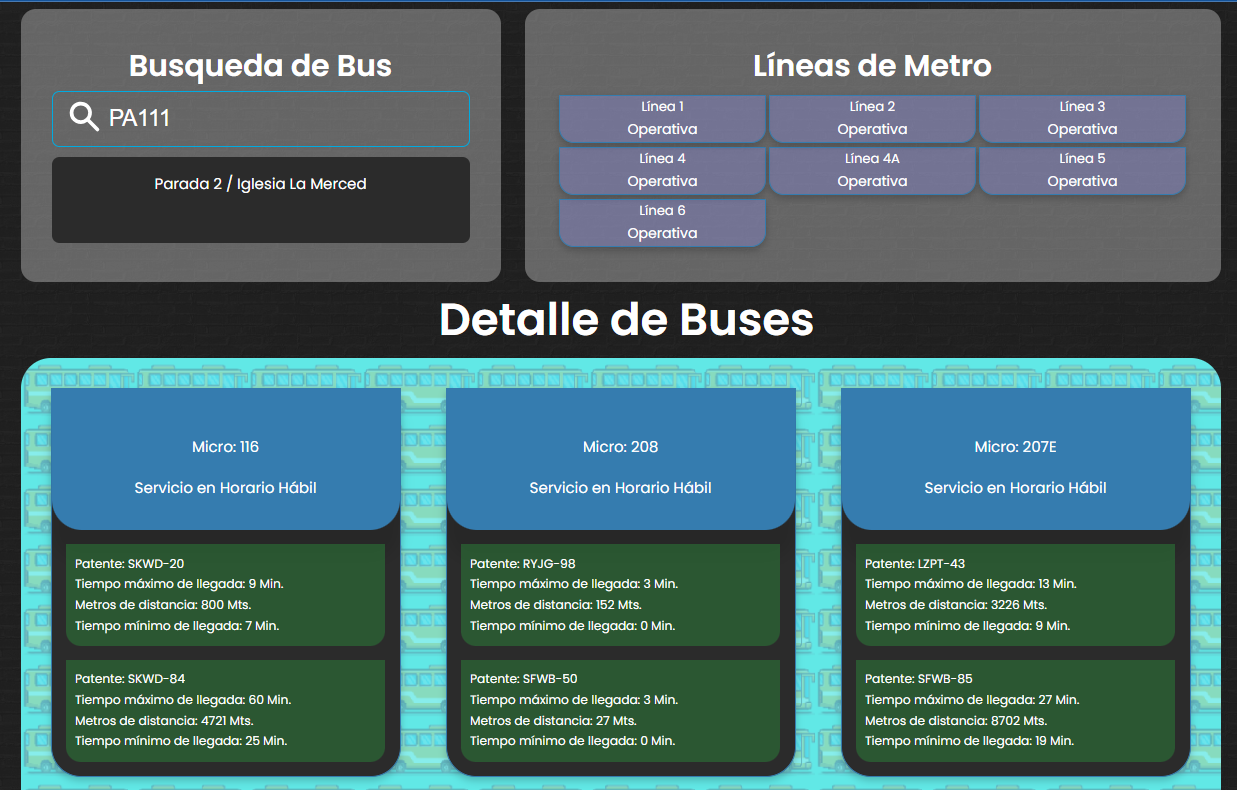 Busqueda de Bus
PA111
Parada 2 / Iglesia La Merced
Líneas de Metro
Línea 1
Operativa
Línea 2
Operativa
Línea 3
Operativa
Línea 4
Operativa
Línea 4A
Operativa
Línea 5
Operativa
Línea 6
Operativa
Detalle de Buses
Micro: 116
Servicio en Horario Hábil
Patente: SKWD-20
Tiempo máximo de llegada: 9 Min.
Metros de distancia: 800 Mts.
Tiempo mínimo de llegada: 7 Min.
Patente: SKWD-84
Tiempo máximo de llegada: 60 Min.
Metros de distancia: 4721 Mts.
Tiempo mínimo de llegada: 25 Min.
Micro: 208
Servicio en Horario Hábil
Patente: RYJG-98
Tiempo máximo de llegada: 3 Min.
Metros de distancia: 152 Mts.
Tiempo mínimo de llegada: 0 Min.
Patente: SFWB-50
Tiempo máximo de llegada: 3 Min.
Metros de distancia: 27 Mts.
Tiempo mínimo de llegada: 0 Min.
Micro: 207E
Servicio en Horario Hábil
Patente: LZPT-43
Tiempo máximo de llegada: 13 Min.
Metros de distancia: 3226 Mts.
Tiempo mínimo de llegada: 9 Min.
Patente: SFWB-85
Tiempo máximo de llegada: 27 Min.
Metros de distancia: 8702 Mts.
Tiempo mínimo de llegada: 19 Min.